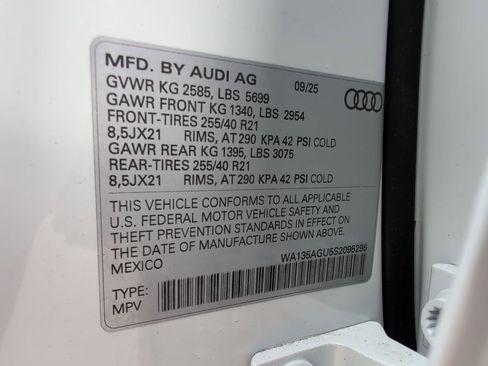 MFD. BY AUDI AG 09/25
GVWR KG 2585, LBS 5699
GAWR FRONT KG 1340, LBS 2954
FRONT-TIRES 255/40 R21
8,5JX21 RIMS, AT 290 KPA 42 PSI COLD
GAWR REAR KG 1395, LBS 3075
REAR-TIRES 255/40 R21
8,5JX21 RIMS, AT 290 KPA 42 PSI COLD
THIS VEHICLE CONFORMS TO ALL APPLICABLE
U.S. FEDERAL MOTOR VEHICLE SAFETY AND
THEFT PREVENTION STANDARDS IN EFFECT ON
THE DATE OF MANUFACTURE SHOWN ABOVE.
MEXICO
WA135AGU5S2095296
TYPE:
MPV